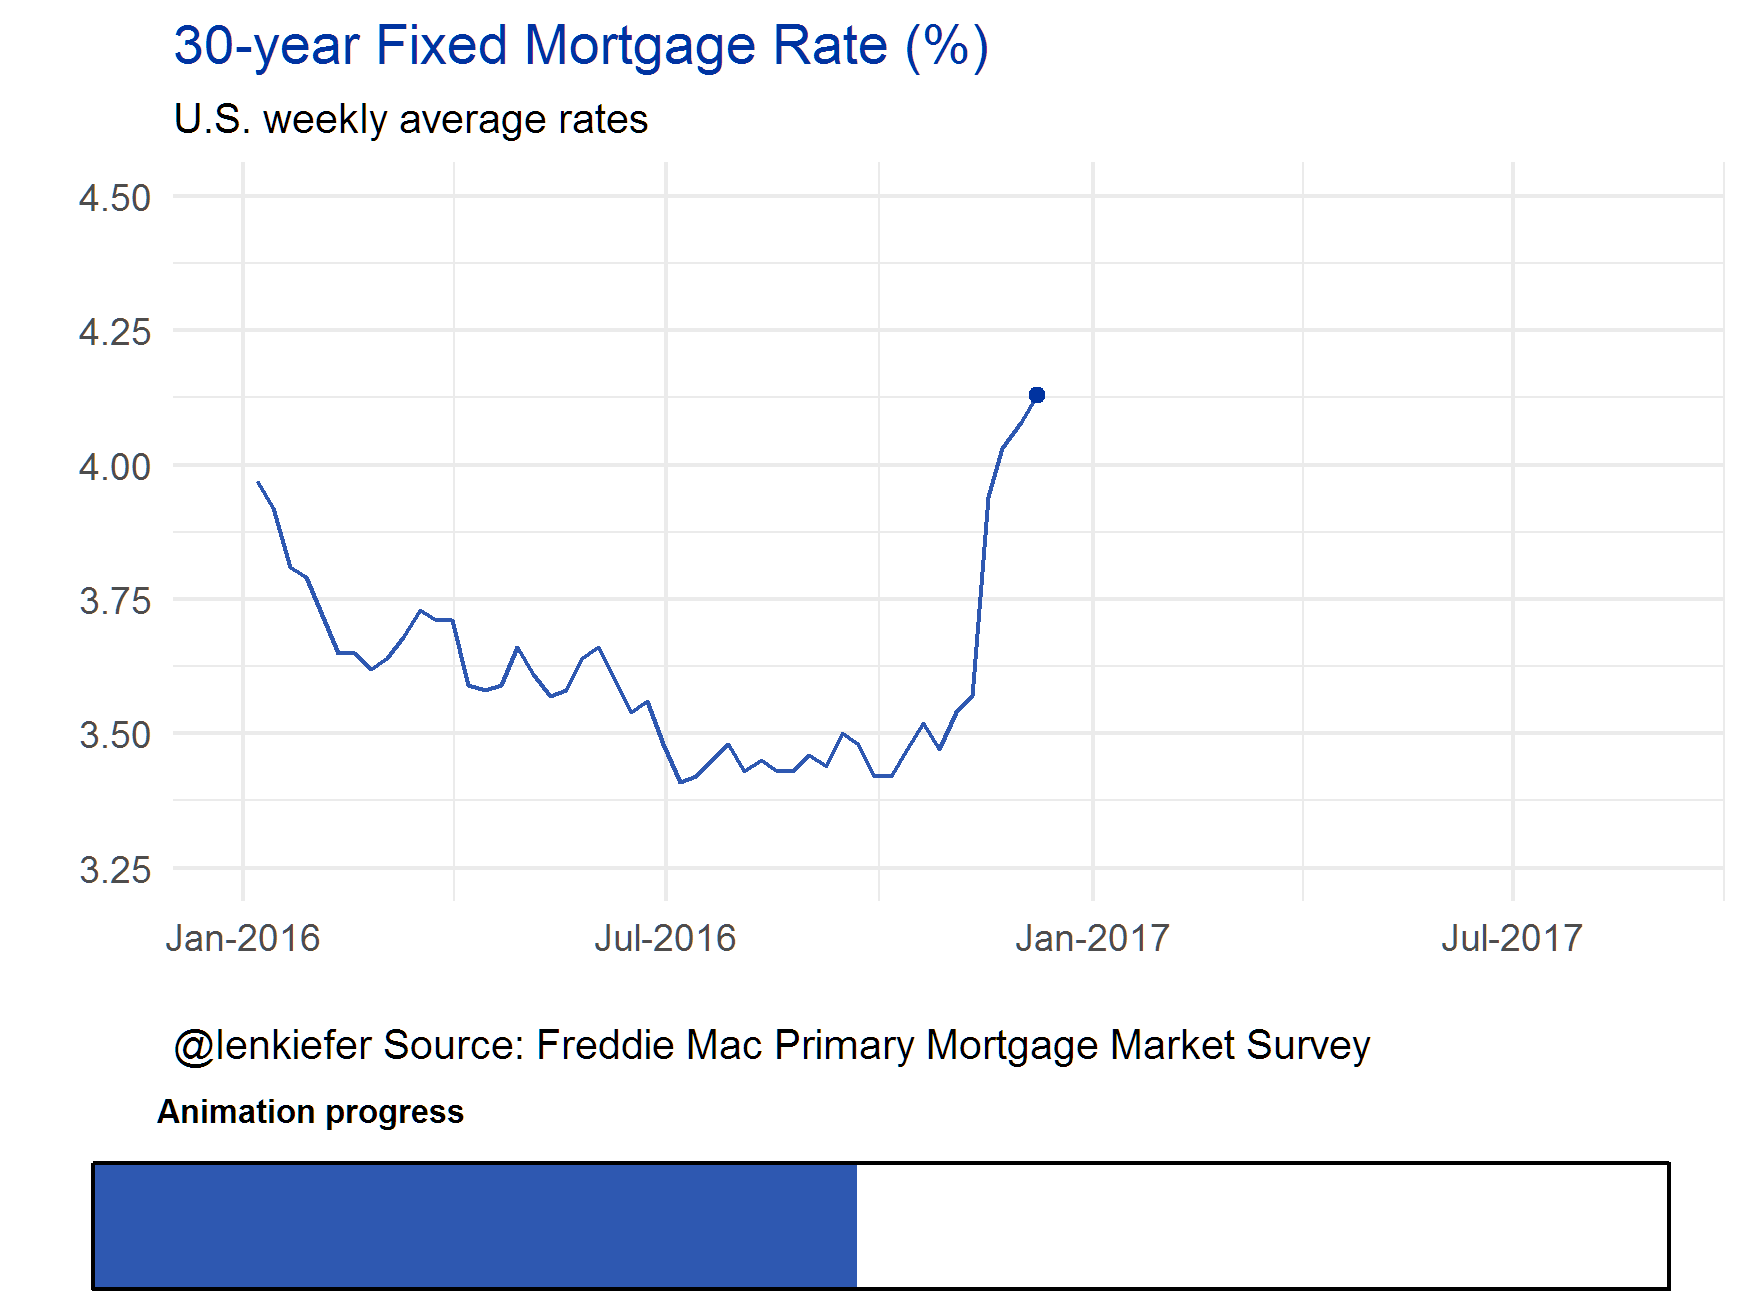 30-year Fixed Mortgage Rate (%)
U.S. weekly average rates
4.50
4.25
4.00
3.75
3.50
3.25
Jan-2016 Jul-2016 Jan-2017 Jul-2017
@lenkiefer Source: Freddie Mac Primary Mortgage Market Survey
Animation progress